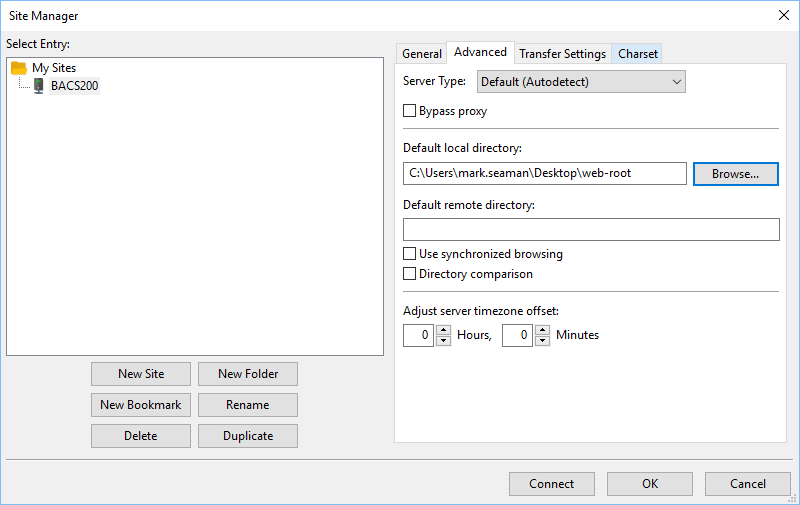 Site Manager
Select Entry:
My Sites
BACS200
New Site
New Folder
New Bookmark
Rename
Delete
Duplicate
General
Advanced
Transfer Settings
Charset
Server Type:
Default (Autodetect)
Bypass proxy
Default local directory:
C:\Users\mark.seaman\Desktop\web-root
Browse...
Default remote directory:
Use synchronized browsing
Directory comparison
Adjust server timezone offset:
0 Hours, 0 Minutes
Connect
OK
Cancel